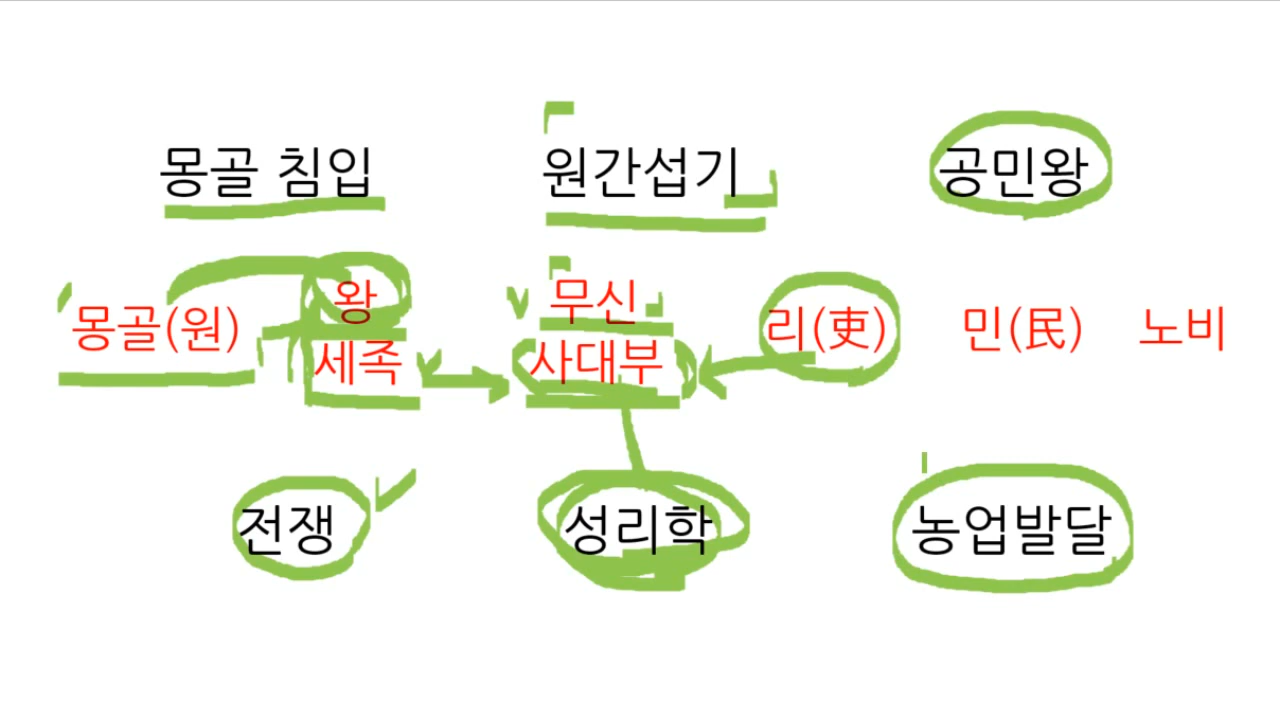 몽골 침입 원간섭기 공민왕
몽골(원) 왕 무신 리(吏) 민(民) 노비
세족 사대부
전쟁 성리학 농업발달